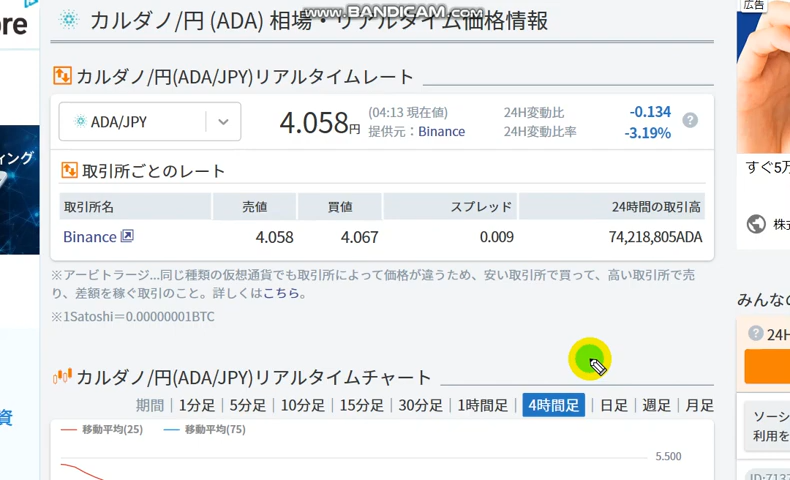 www.BANDICAM.com
カルダノ/円 (ADA) 相場・リアルタイム価格情報
広告
re
カルダノ/円(ADA/JPY)リアルタイムレート
ADA/JPY
4.058円
(04:13 現在値)
提供元：Binance
24H変動比 -0.134
24H変動比率 -3.19%
ィング
取引所ごとのレート
すぐ5万
取引所名 売値 買値 スプレッド 24時間の取引高
Binance 4.058 4.067 0.009 74,218,805ADA
株式
※アービトラージ...同じ種類の仮想通貨でも取引所によって価格が違うため、安い取引所で買って、高い取引所で売
り、差額を稼ぐ取引のこと。詳しくはこちら。
※1Satoshi＝0.00000001BTC
みんなの
24H
カルダノ/円(ADA/JPY)リアルタイムチャート
期間 | 1分足 | 5分足 | 10分足 | 15分足 | 30分足 | 1時間足 | 4時間足 | 日足 | 週足 | 月足
資
ソーシ
利用を
移動平均(25) 移動平均(75)
5.500